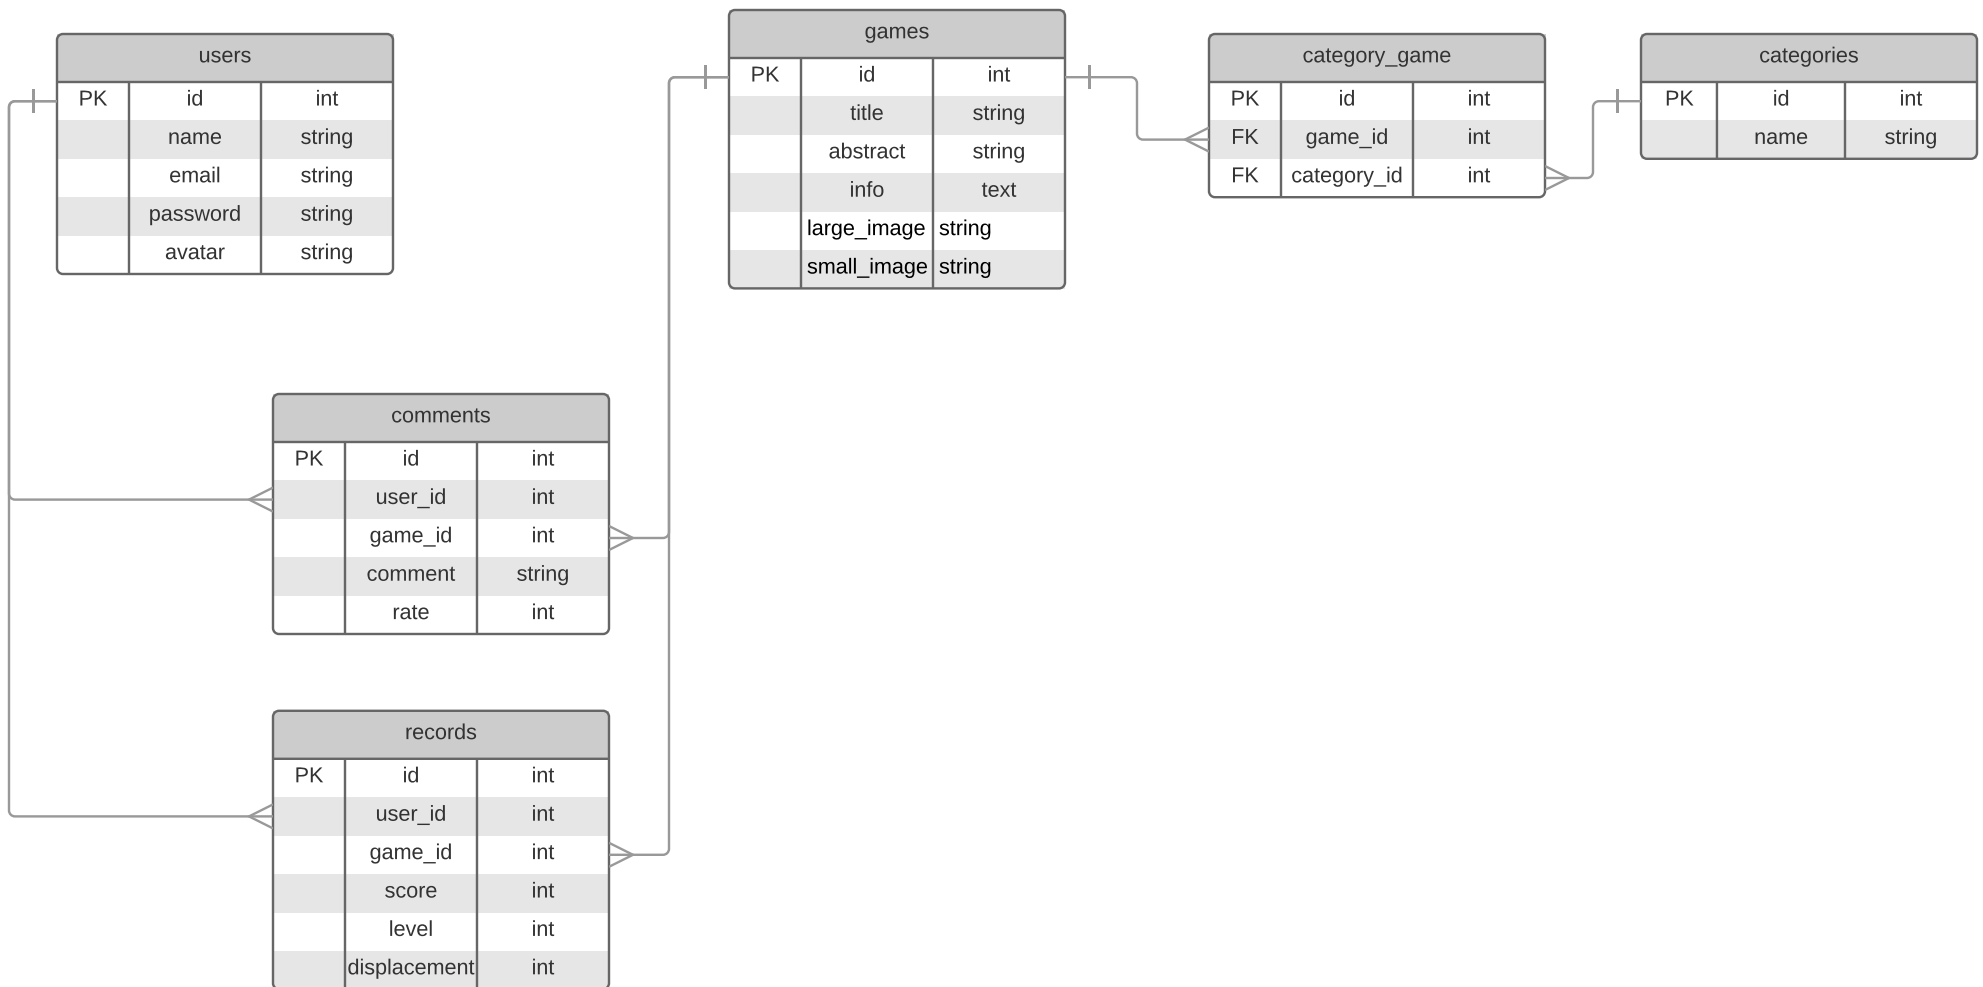 users
PK id int
name string
email string
password string
avatar string
games
PK id int
title string
abstract string
info text
large_image string
small_image string
category_game
PK id int
FK game_id int
FK category_id int
categories
PK id int
name string
comments
PK id int
user_id int
game_id int
comment string
rate int
records
PK id int
user_id int
game_id int
score int
level int
displacement int